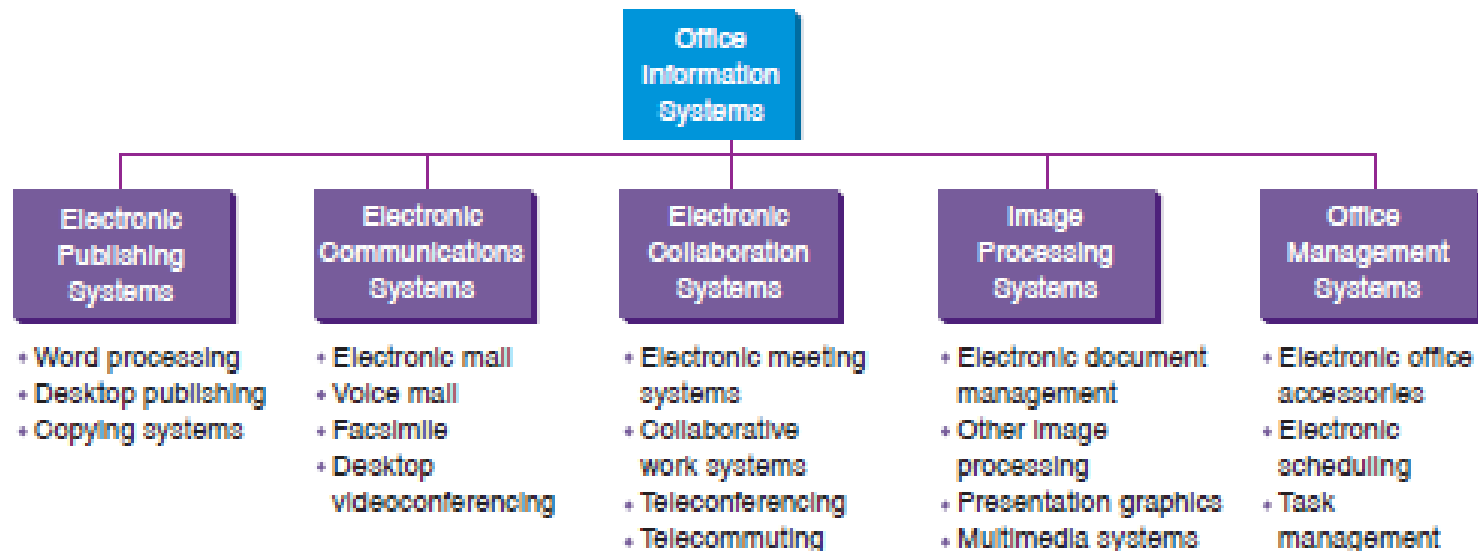 Office
Information
Systems
Electronic
Publishing
Systems
• Word processing
• Desktop publishing
• Copying systems
Electronic
Communications
Systems
• Electronic mail
• Voice mail
• Facsimile
• Desktop
videoconferencing
Electronic
Collaboration
Systems
• Electronic meeting
systems
• Collaborative
work systems
• Teleconferencing
• Telecommuting
Image
Processing
Systems
• Electronic document
management
• Other image
processing
• Presentation graphics
• Multimedia systems
Office
Management
Systems
• Electronic office
accessories
• Electronic
scheduling
• Task
management